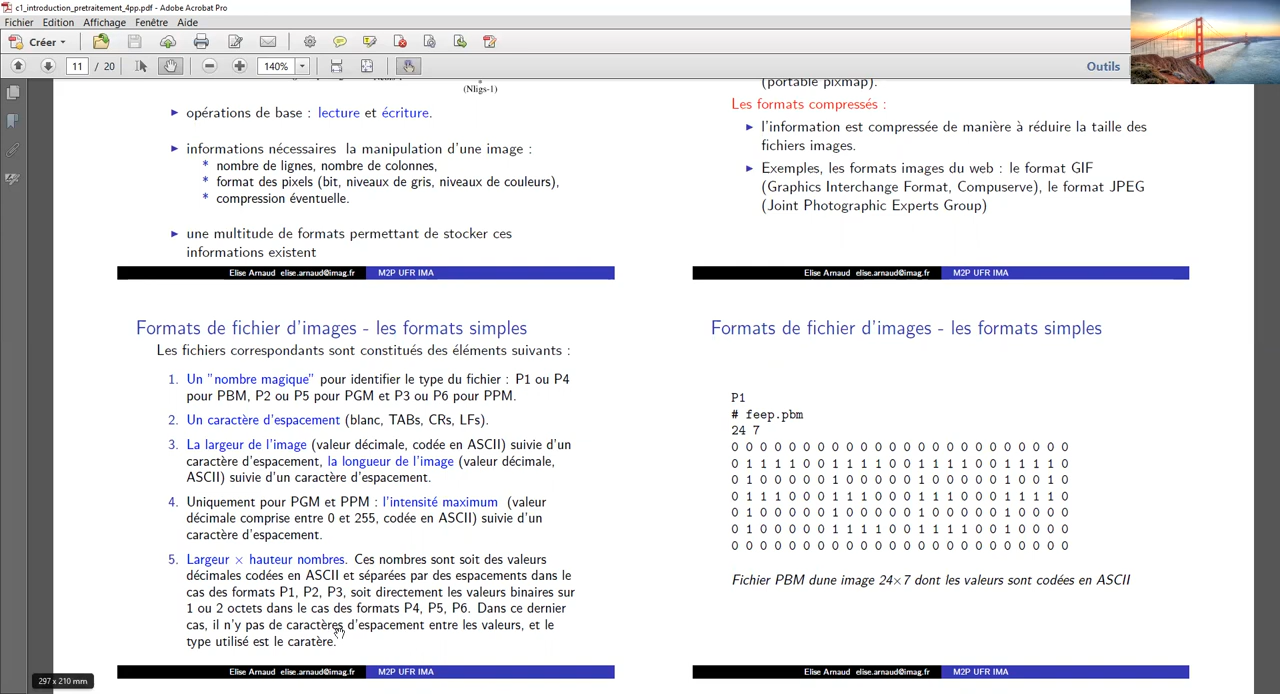 c1_introduction_pretraitement_4pp.pdf - Adobe Acrobat Pro
Fichier Edition Affichage Fenêtre Aide
Créer
11 / 20
140%
Outils
(Nligs-1)
opérations de base : lecture et écriture.
informations nécessaires la manipulation d'une image :
* nombre de lignes, nombre de colonnes,
* format des pixels (bit, niveaux de gris, niveaux de couleurs),
* compression éventuelle.
une multitude de formats permettant de stocker ces
informations existent
Elise Arnaud elise.arnaud@imag.fr M2P UFR IMA
(portable pixmap).
Les formats compressés :
l'information est compressée de manière à réduire la taille des
fichiers images.
Exemples, les formats images du web : le format GIF
(Graphics Interchange Format, Compuserve), le format JPEG
(Joint Photographic Experts Group)
Elise Arnaud elise.arnaud@imag.fr M2P UFR IMA
Formats de fichier d'images - les formats simples
Les fichiers correspondants sont constitués des éléments suivants :
1. Un "nombre magique" pour identifier le type du fichier : P1 ou P4
pour PBM, P2 ou P5 pour PGM et P3 ou P6 pour PPM.
2. Un caractère d'espacement (blanc, TABs, CRs, LFs).
3. La largeur de l'image (valeur décimale, codée en ASCII) suivie d'un
caractère d'espacement, la longueur de l'image (valeur décimale,
ASCII) suivie d'un caractère d'espacement.
4. Uniquement pour PGM et PPM : l'intensité maximum (valeur
décimale comprise entre 0 et 255, codée en ASCII) suivie d'un
caractère d'espacement.
5. Largeur × hauteur nombres. Ces nombres sont soit des valeurs
décimales codées en ASCII et séparées par des espacements dans le
cas des formats P1, P2, P3, soit directement les valeurs binaires sur
1 ou 2 octets dans le cas des formats P4, P5, P6. Dans ce dernier
cas, il n'y pas de caractères d'espacement entre les valeurs, et le
type utilisé est le caratère.
Elise Arnaud elise.arnaud@imag.fr M2P UFR IMA
Formats de fichier d'images - les formats simples
P1
# feep.pbm
24 7
0 0 0 0 0 0 0 0 0 0 0 0 0 0 0 0 0 0 0 0 0 0 0 0
0 1 1 1 1 0 0 1 1 1 1 0 0 1 1 1 1 0 0 1 1 1 1 0
0 1 0 0 0 0 0 1 0 0 0 0 0 1 0 0 0 0 0 1 0 0 1 0
0 1 1 1 0 0 0 1 1 1 0 0 0 1 1 1 0 0 0 1 1 1 1 0
0 1 0 0 0 0 0 1 0 0 0 0 0 1 0 0 0 0 0 1 0 0 0 0
0 1 0 0 0 0 0 1 1 1 1 0 0 1 1 1 1 0 0 1 0 0 0 0
0 0 0 0 0 0 0 0 0 0 0 0 0 0 0 0 0 0 0 0 0 0 0 0
Fichier PBM dune image 24×7 dont les valeurs sont codées en ASCII
Elise Arnaud elise.arnaud@imag.fr M2P UFR IMA
297 x 210 mm